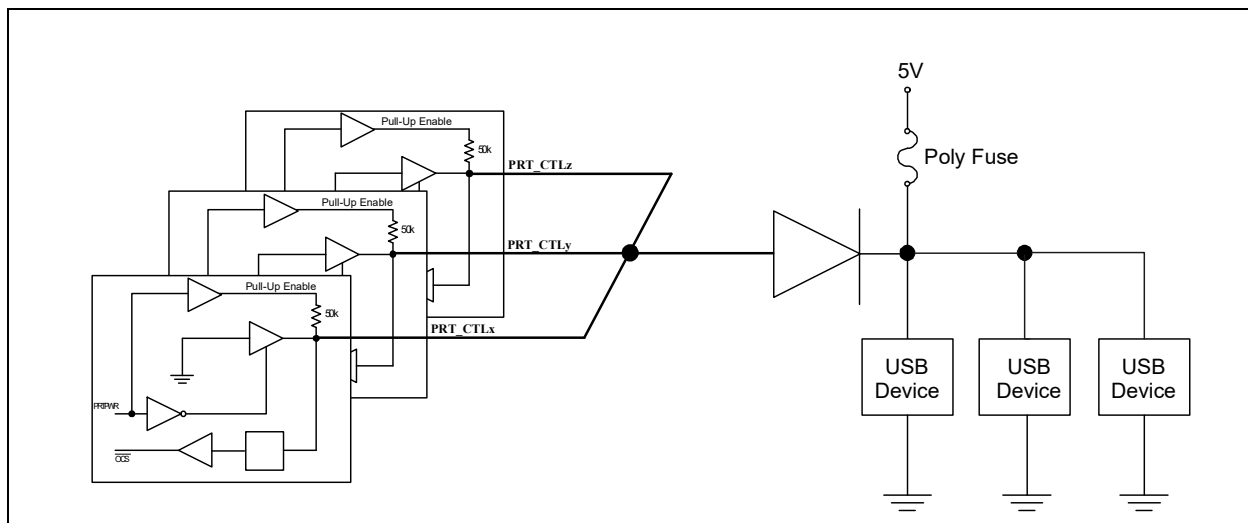 5V
Poly Fuse
Pull-Up Enable
50k
PRT_CTLz
Pull-Up Enable
50k
PRT_CTLy
Pull-Up Enable
50k
PRT_CTLx
PRTPWR
OCS
USB
Device
USB
Device
USB
Device